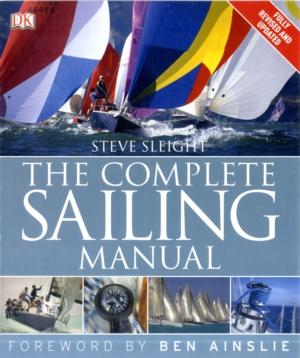 DK
FULLY
REVISED AND
UPDATED
STEVE SLEIGHT
THE COMPLETE
SAILING
MANUAL
FOREWORD BY BEN AINSLIE